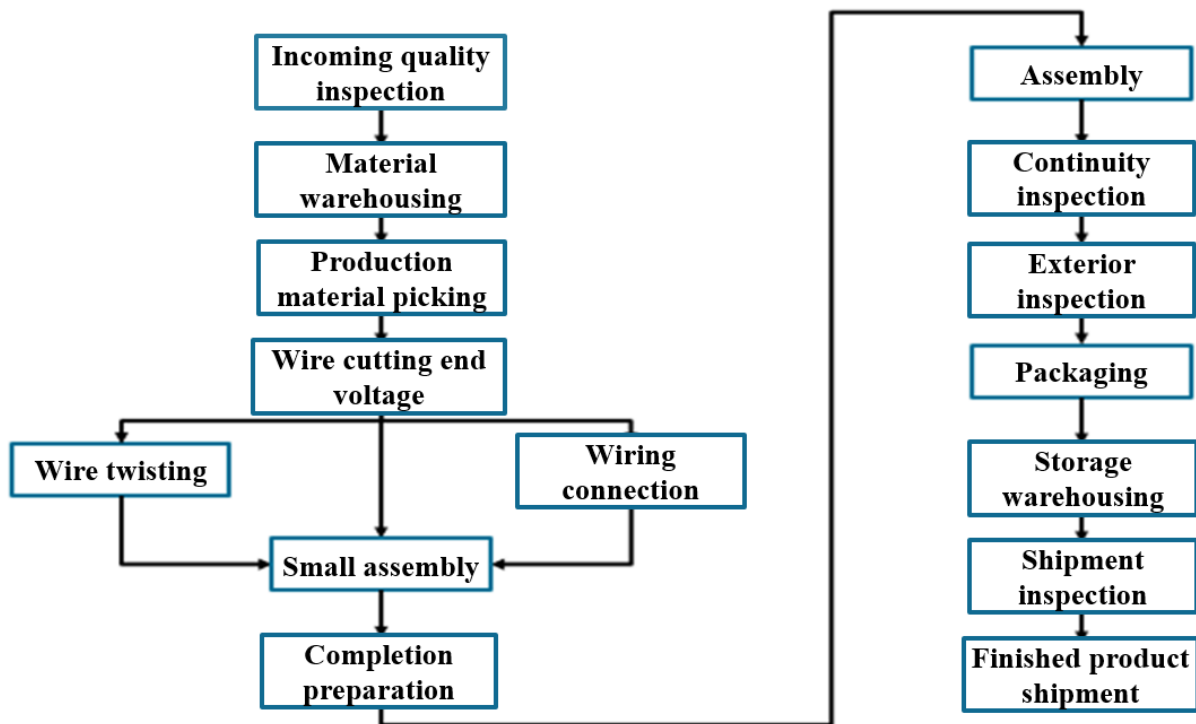 Incoming quality
inspection
Material
warehousing
Production
material picking
Wire cutting end
voltage
Wire twisting
Wiring
connection
Small assembly
Completion
preparation
Assembly
Continuity
inspection
Exterior
inspection
Packaging
Storage
warehousing
Shipment
inspection
Finished product
shipment